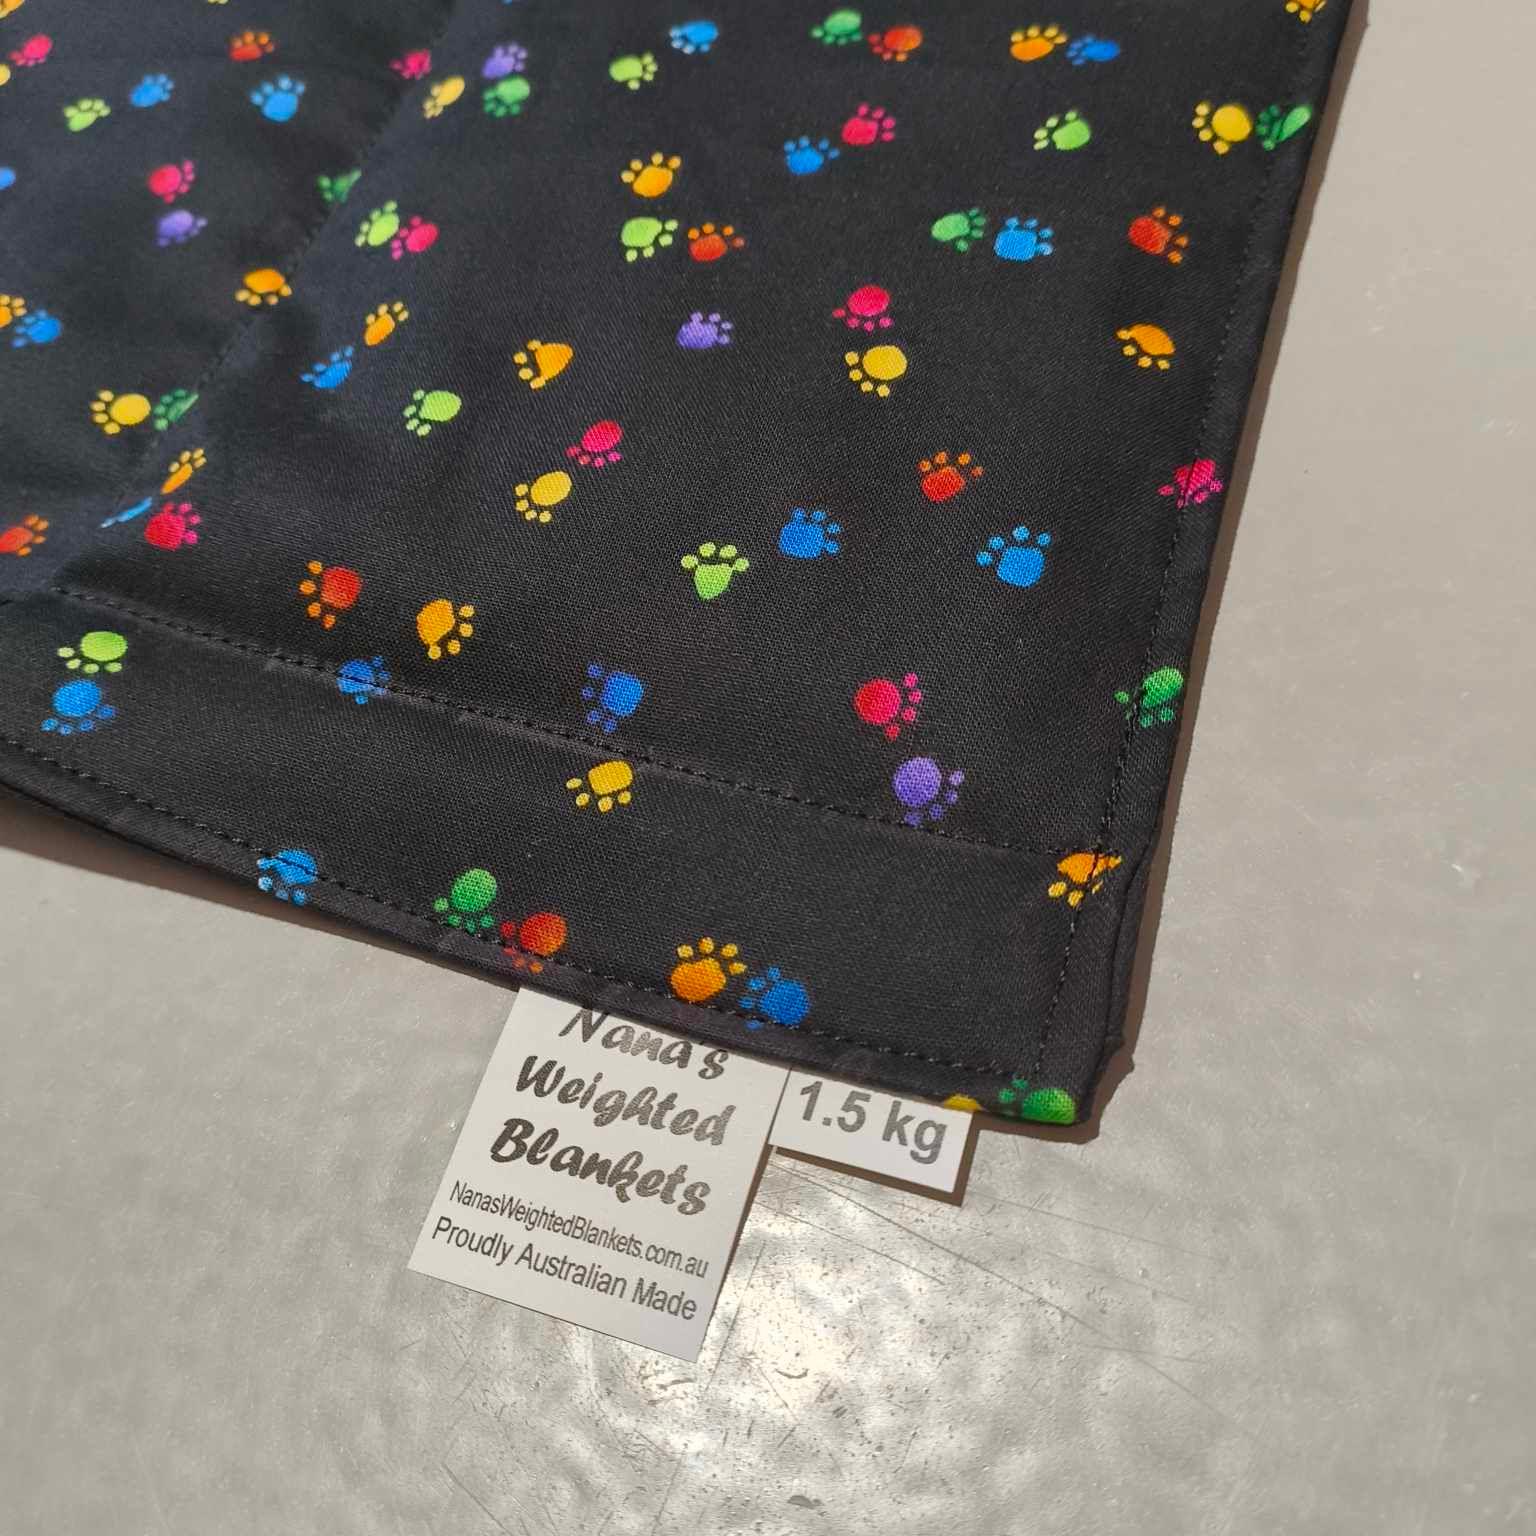 Nana's
Weighted
Blankets
NanasWeightedBlankets.com.au
Proudly Australian Made
1.5 kg